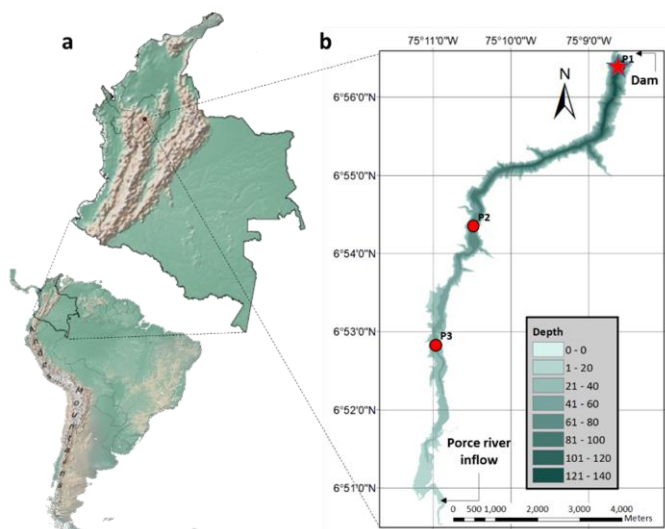 a
b
75°11'0"W 75°10'0"W 75°9'0"W
P1
Dam
N
6°56'0"N
6°55'0"N
P2
6°54'0"N
6°53'0"N
P3
6°52'0"N
6°51'0"N
Depth
0 - 0
1 - 20
21 - 40
41 - 60
61 - 80
81 - 100
101 - 120
121 - 140
Porce river
inflow
0 500 1,000 2,000 3,000 4,000
Meters
Andes Mountains